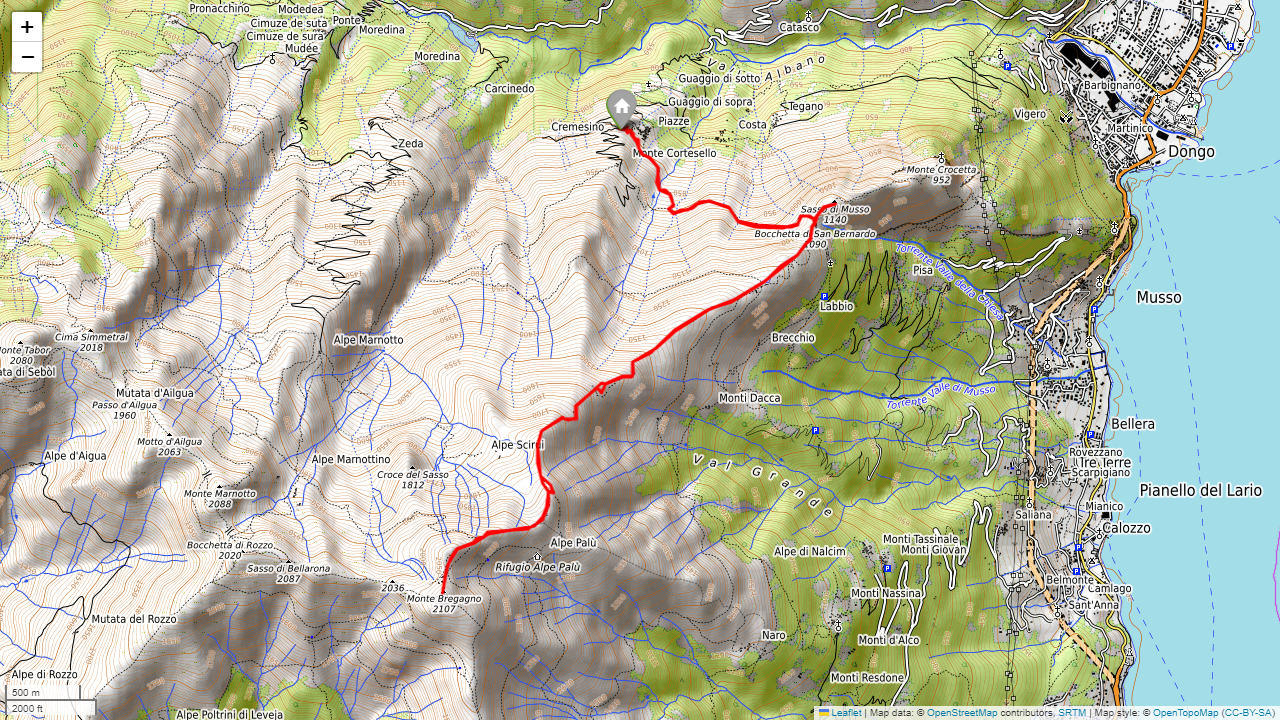 +
−
Pronacchino
Cimuze de suta
Cimuze de sura
Modedea
Ponte
Mudée
Moredina
Moredina
Carcinedo
Catasco
Val Albano
Guaggio di sotto
Guaggio di sopra
Tegano
Piazze
Costa
Cremesino
Zeda
Monte Cortesello
Vigero
Barbignano
Martinico
Dongo
Monte Crocetta
952
Sasso di Musso
1140
Bocchetta di San Bernardo
1090
Torrente Valle della Chiesa
Pisa
Labbio
Musso
Brecchio
Cima Simmetral
2018
Monte Tabor
2080
Alpe Marnotto
Mutata d'Ailgua
Passo d'Ailgua
1960
Monti Dacca
Torrente Valle di Musso
Motto d'Ailgua
2063
Alpe d'Aigua
Alpe Sciroi
Alpe Marnottino
Croce del Sasso
1812
Val Grande
Bellera
Rovezzano
Tre Terre
Scarpignano
Pianello del Lario
Monte Marnotto
2088
Mianico
Saliana
Calozzo
Bocchetta di Rozzo
2020
Sasso di Bellarona
2087
Alpe Palù
Rifugio Alpe Palù
Monti Tassinale
Monti Giovan
Alpe di Nalcim
2036
Monte Bregagno
2107
Monti Nassina
Belmonte
Camlago
Sant'Anna
Mutata del Rozzo
Naro
Monti d'Alco
Monti Resdone
Alpe di Rozzo
Alpe Poltrini di Leveja
500 m
2000 ft
Leaflet | Map data: © OpenStreetMap contributors, SRTM | Map style: © OpenTopoMap (CC-BY-SA)